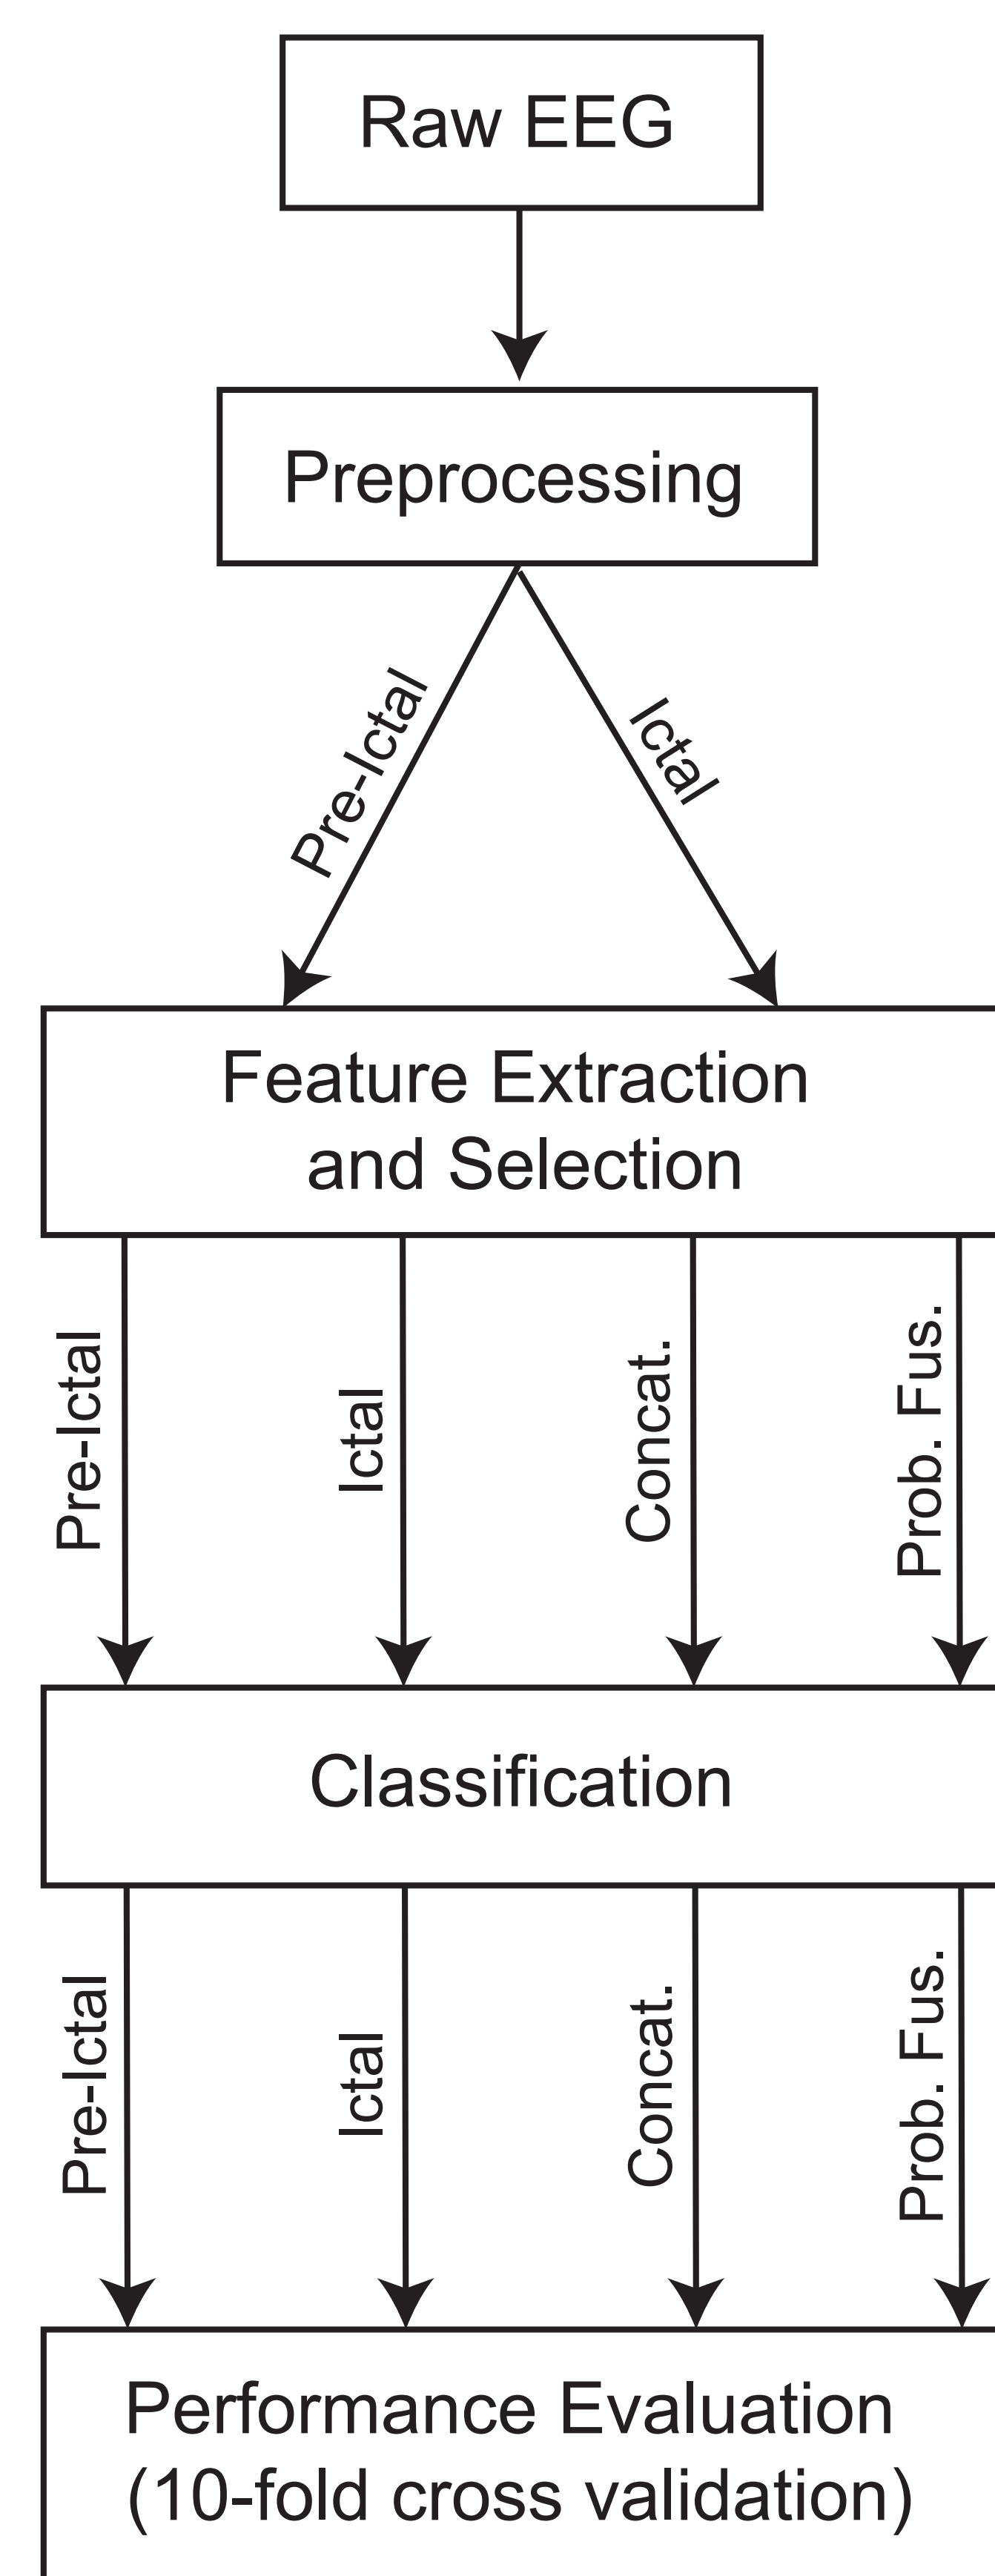 Raw EEG
Preprocessing
Pre-Ictal
Ictal
Feature Extraction
and Selection
Pre-Ictal
Ictal
Concat.
Prob. Fus.
Classification
Pre-Ictal
Ictal
Concat.
Prob. Fus.
Performance Evaluation
(10-fold cross validation)